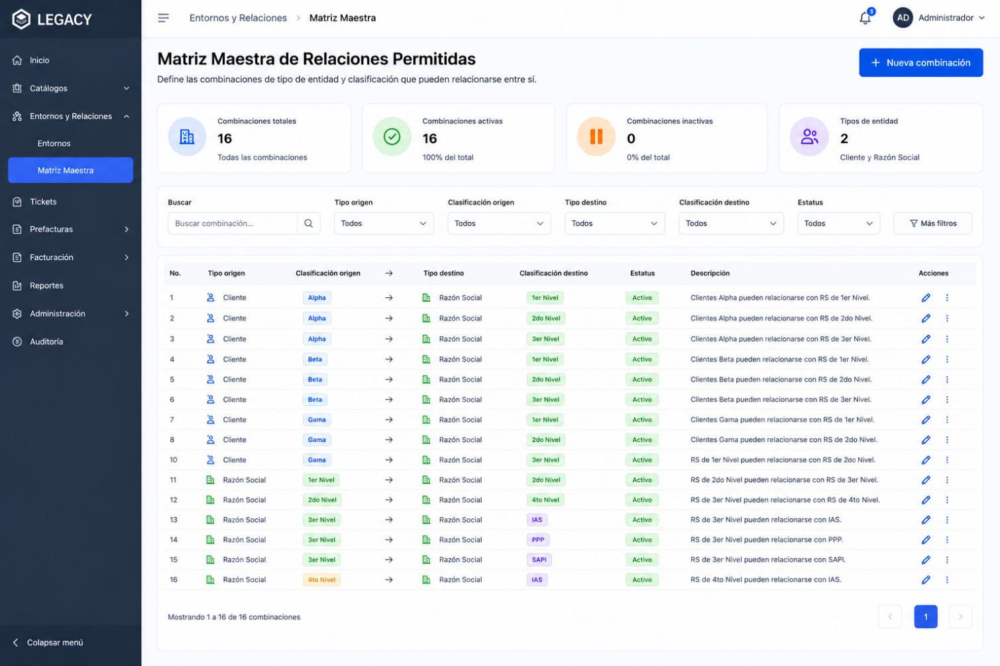 LEGACY
Inicio
Catálogos
Entornos y Relaciones
Entornos
Matriz Maestra
Tickets
Prefacturas
Facturación
Reportes
Administración
Auditoría
Colapsar menú
Entornos y Relaciones > Matriz Maestra
3
AD Administrador
Matriz Maestra de Relaciones Permitidas
Define las combinaciones de tipo de entidad y clasificación que pueden relacionarse entre sí.
+ Nueva combinación
Combinaciones totales
16
Todas las combinaciones
Combinaciones activas
16
100% del total
Combinaciones inactivas
0
0% del total
Tipos de entidad
2
Cliente y Razón Social
Buscar Tipo origen Clasificación origen Tipo destino Clasificación destino Estatus
Buscar combinación... Todos Todos Todos Todos Todos Más filtros
No. Tipo origen Clasificación origen → Tipo destino Clasificación destino Estatus Descripción Acciones
1 Cliente Alpha → Razón Social 1er Nivel Activo Clientes Alpha pueden relacionarse con RS de 1er Nivel.
2 Cliente Alpha → Razón Social 2do Nivel Activo Clientes Alpha pueden relacionarse con RS de 2do Nivel.
3 Cliente Alpha → Razón Social 3er Nivel Activo Clientes Alpha pueden relacionarse con RS de 3er Nivel.
4 Cliente Beta → Razón Social 1er Nivel Activo Clientes Beta pueden relacionarse con RS de 1er Nivel.
5 Cliente Beta → Razón Social 2do Nivel Activo Clientes Beta pueden relacionarse con RS de 2do Nivel.
6 Cliente Beta → Razón Social 3er Nivel Activo Clientes Beta pueden relacionarse con RS de 3er Nivel.
7 Cliente Gama → Razón Social 1er Nivel Activo Clientes Gama pueden relacionarse con RS de 1er Nivel.
8 Cliente Gama → Razón Social 2do Nivel Activo Clientes Gama pueden relacionarse con RS de 2do Nivel.
10 Cliente Gama → Razón Social 3er Nivel Activo RS de 1er Nivel pueden relacionarse con RS de 2do Nivel.
11 Razón Social 1er Nivel → Razón Social 2do Nivel Activo RS de 2do Nivel pueden relacionarse con RS de 3er Nivel.
12 Razón Social 2do Nivel → Razón Social 4to Nivel Activo RS de 3er Nivel pueden relacionarse con RS de 4to Nivel.
13 Razón Social 3er Nivel → Razón Social IAS Activo RS de 3er Nivel pueden relacionarse con IAS.
14 Razón Social 3er Nivel → Razón Social PPP Activo RS de 3er Nivel pueden relacionarse con PPP.
15 Razón Social 3er Nivel → Razón Social SAPI Activo RS de 3er Nivel pueden relacionarse con SAPI.
16 Razón Social 4to Nivel → Razón Social IAS Activo RS de 4to Nivel pueden relacionarse con IAS.
Mostrando 1 a 16 de 16 combinaciones
1